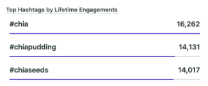 Top Hashtags by Lifetime Engagements
#chia 16,262
#chiapudding 14,131
#chiaseeds 14,017